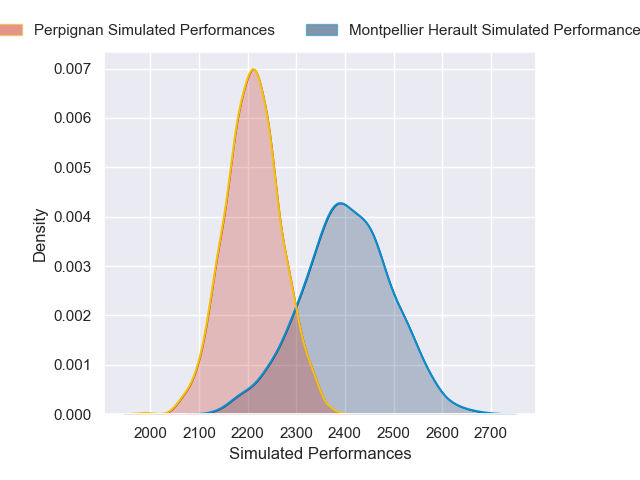 Perpignan Simulated Performances
Montpellier Herault Simulated Performance
0.007
0.006
0.005
0.004
0.003
0.002
0.001
0.000
Density
2000 2100 2200 2300 2400 2500 2600 2700
Simulated Performances